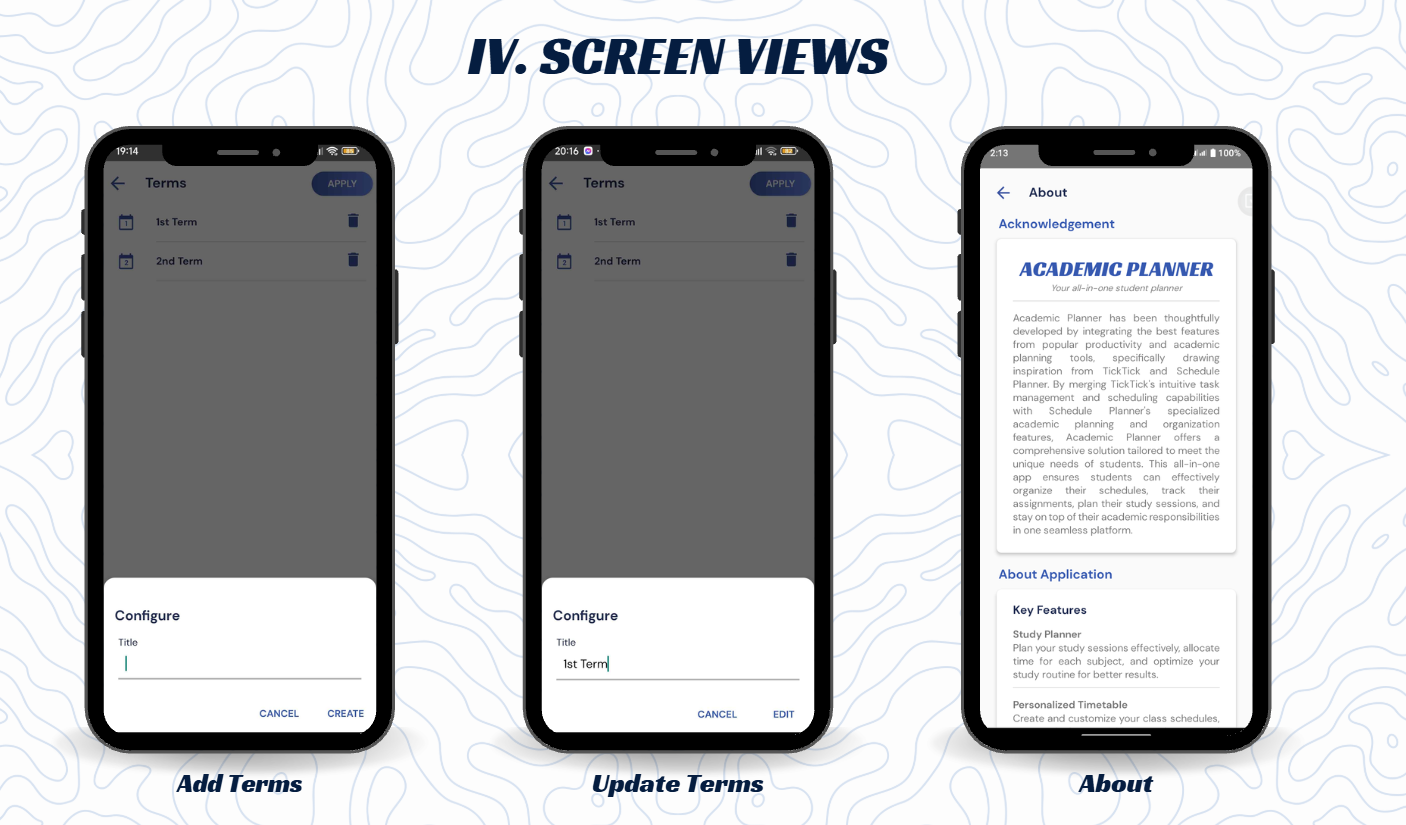 IV. SCREEN VIEWS
19:14
Terms
APPLY
1
1st Term
2
2nd Term
Configure
Title
CANCEL
CREATE
Add Terms
20:16
Terms
APPLY
1
1st Term
2
2nd Term
Configure
Title
1st Term
CANCEL
EDIT
Update Terms
2:13
100%
About
Acknowledgement
ACADEMIC PLANNER
Your all-in-one student planner
Academic Planner has been thoughtfully
developed by integrating the best features
from popular productivity and academic
planning tools, specifically drawing
inspiration from TickTick and Schedule
Planner. By merging TickTick's intuitive task
management and scheduling capabilities
with Schedule Planner's specialized
academic planning and organization
features, Academic Planner offers a
comprehensive solution tailored to meet the
unique needs of students. This all-in-one
app ensures students can effectively
organize their schedules, track their
assignments, plan their study sessions, and
stay on top of their academic responsibilities
in one seamless platform.
About Application
Key Features
Study Planner
Plan your study sessions effectively, allocate
time for each subject, and optimize your
study routine for better results.
Personalized Timetable
Create and customize your class schedules,
About